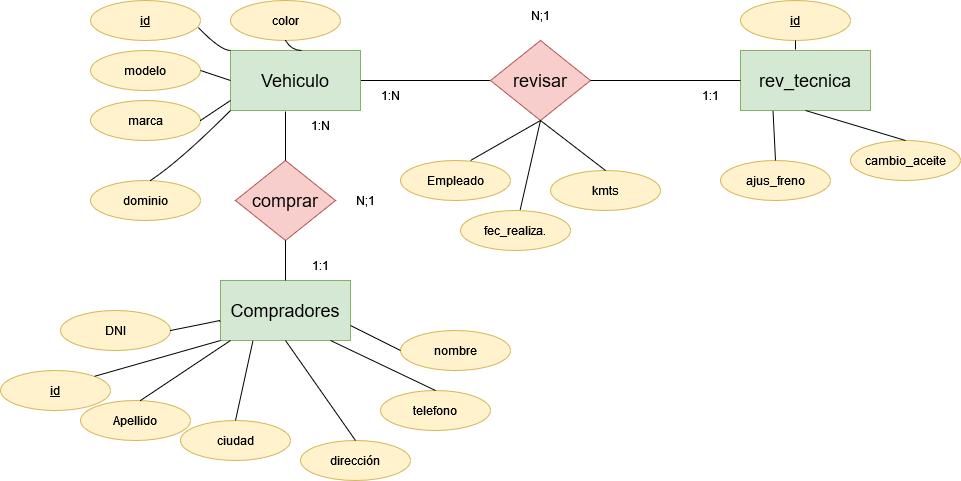 id
color
N;1
id
modelo
Vehiculo
revisar
rev_tecnica
1:N
1:1
marca
1:N
cambio_aceite
Empleado
kmts
ajus_freno
dominio
comprar
N;1
fec_realiza.
1:1
Compradores
DNI
nombre
id
Apellido
telefono
ciudad
dirección